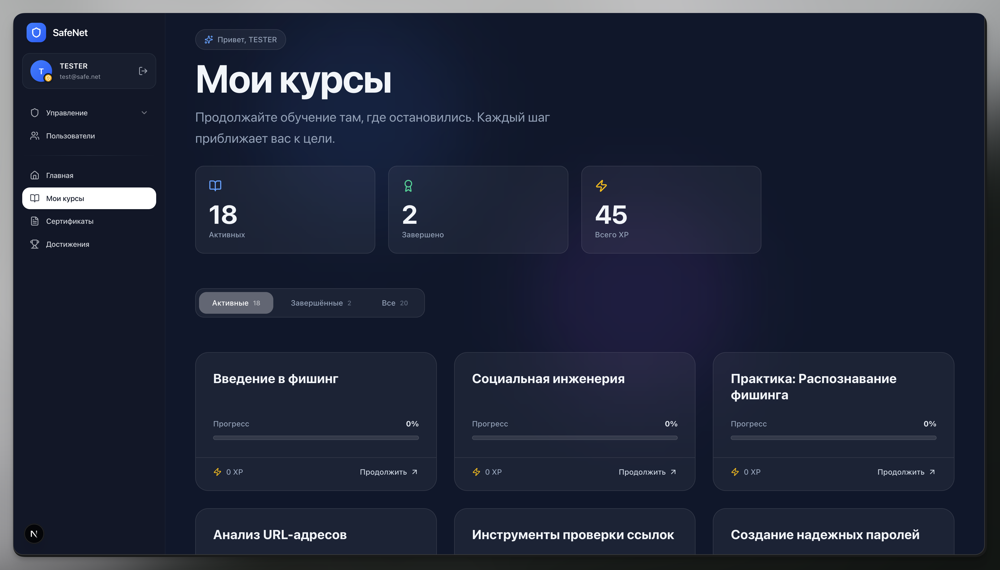 SafeNet
T
TESTER
test@safe.net
Управление
Пользователи
Главная
Мои курсы
Сертификаты
Достижения
N
Привет, TESTER
Мои курсы
Продолжайте обучение там, где остановились. Каждый шаг
приближает вас к цели.
18
Активных
2
Завершено
45
Всего XP
Активные 18
Завершённые 2
Все 20
Введение в фишинг
Прогресс 0%
0 XP
Продолжить
Социальная инженерия
Прогресс 0%
0 XP
Продолжить
Практика: Распознавание
фишинга
Прогресс 0%
0 XP
Продолжить
Анализ URL-адресов
Инструменты проверки ссылок
Создание надежных паролей